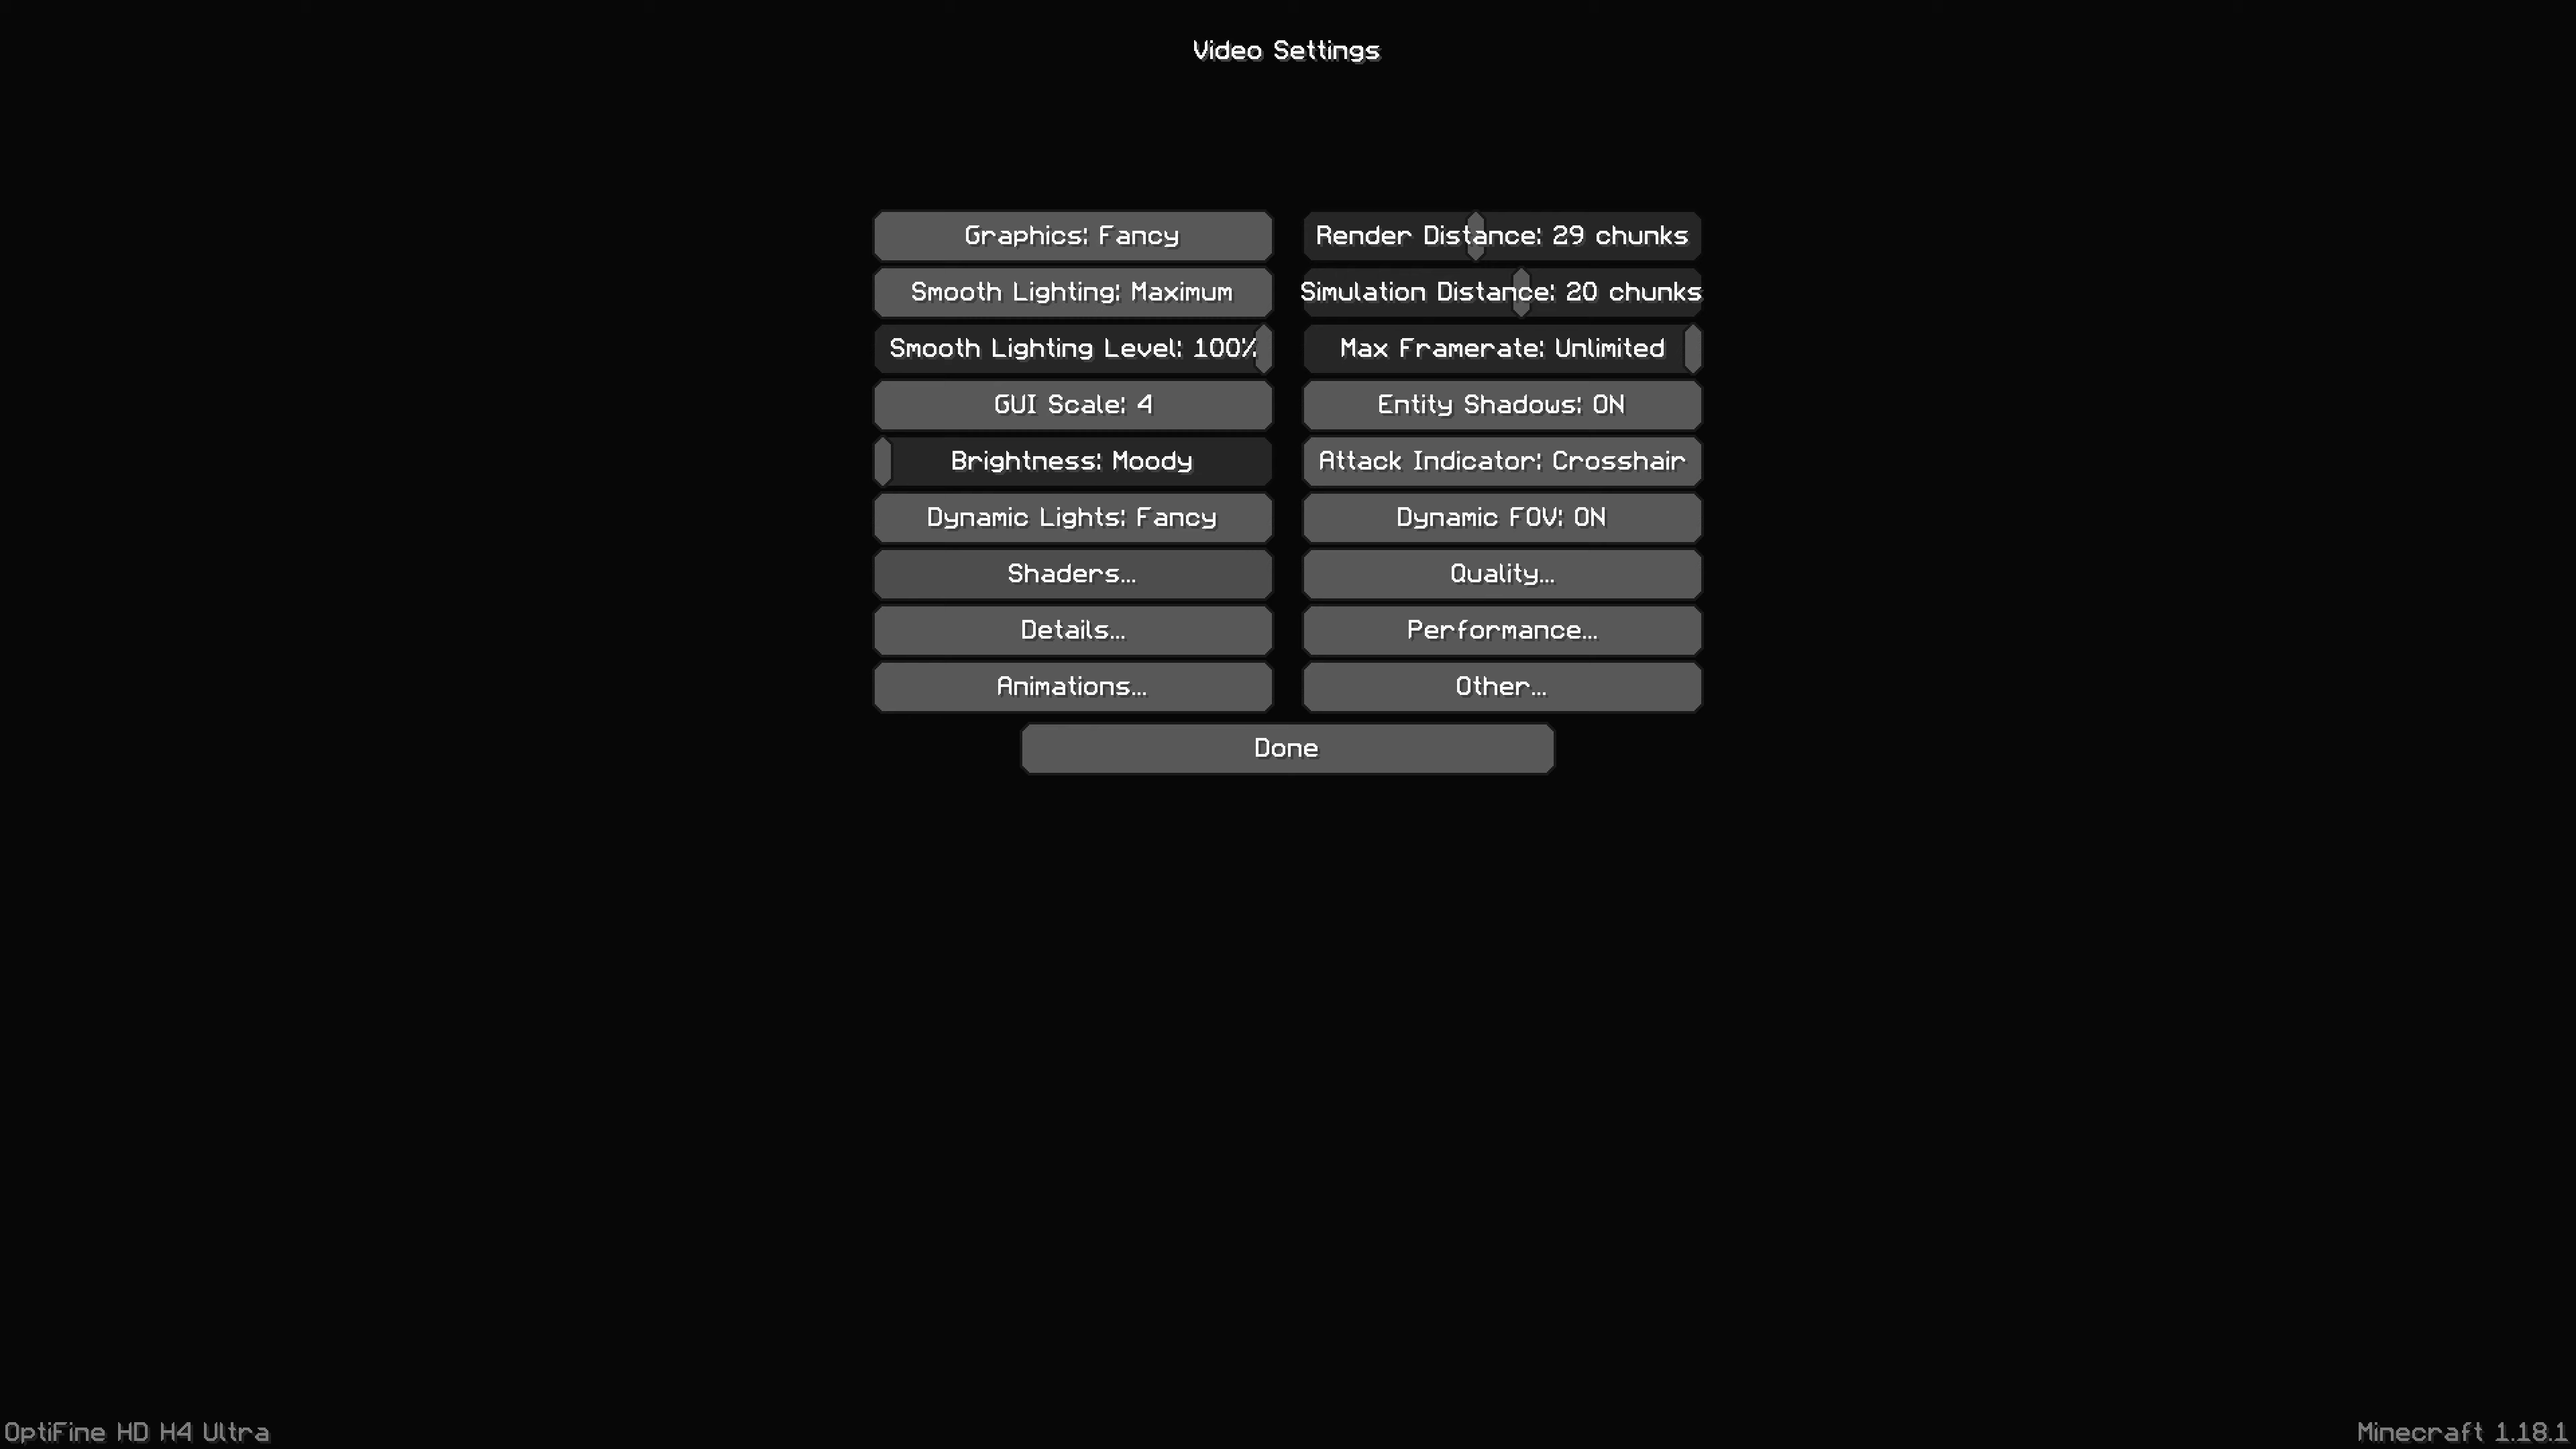 Video Settings
Graphics: Fancy
Render Distance: 29 chunks
Smooth Lighting: Maximum
Simulation Distance: 20 chunks
Smooth Lighting Level: 100%
Max Framerate: Unlimited
GUI Scale: 4
Entity Shadows: ON
Brightness: Moody
Attack Indicator: Crosshair
Dynamic Lights: Fancy
Dynamic FOV: ON
Shaders...
Quality...
Details...
Performance...
Animations...
Other...
Done
OptiFine HD H4 Ultra
Minecraft 1.18.1